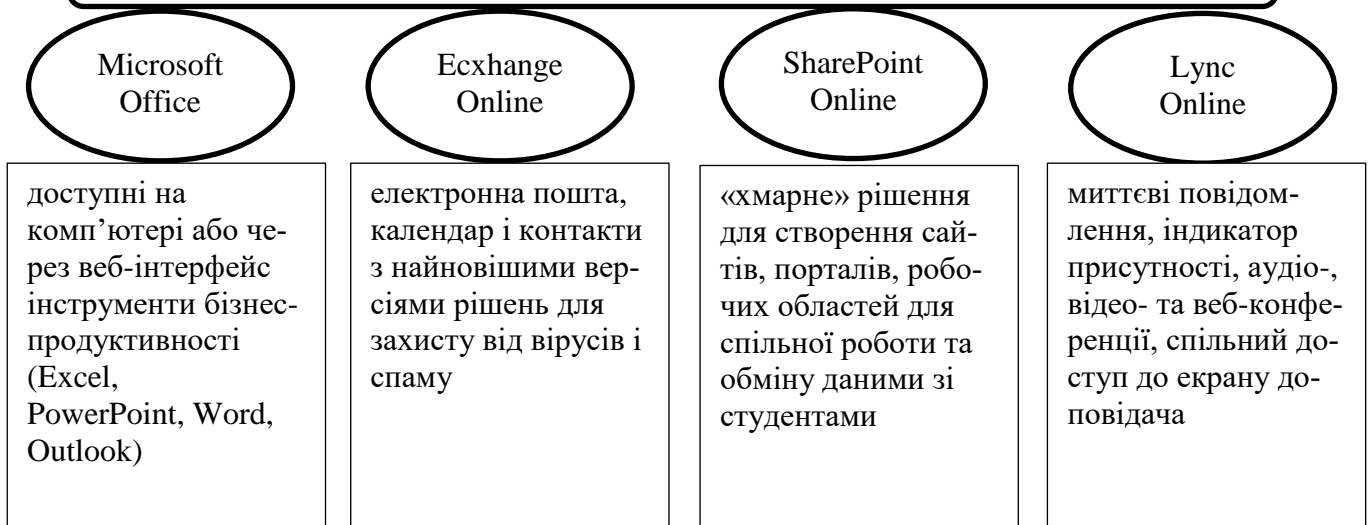 Microsoft
Office
Ecxhange
Online
SharePoint
Online
Lync
Online
доступні на
комп’ютері або че-
рез веб-інтерфейс
інструменти бізнес-
продуктивності
(Excel,
PowerPoint, Word,
Outlook)
електронна пошта,
календар і контакти
з найновішими вер-
сіями рішень для
захисту від вірусів і
спаму
«хмарне» рішення
для створення сай-
тів, порталів, робо-
чих областей для
спільної роботи та
обміну даними зі
студентами
миттєві повідом-
лення, індикатор
присутності, аудіо-,
відео- та веб-конфе-
ренції, спільний до-
ступ до екрану до-
повідача